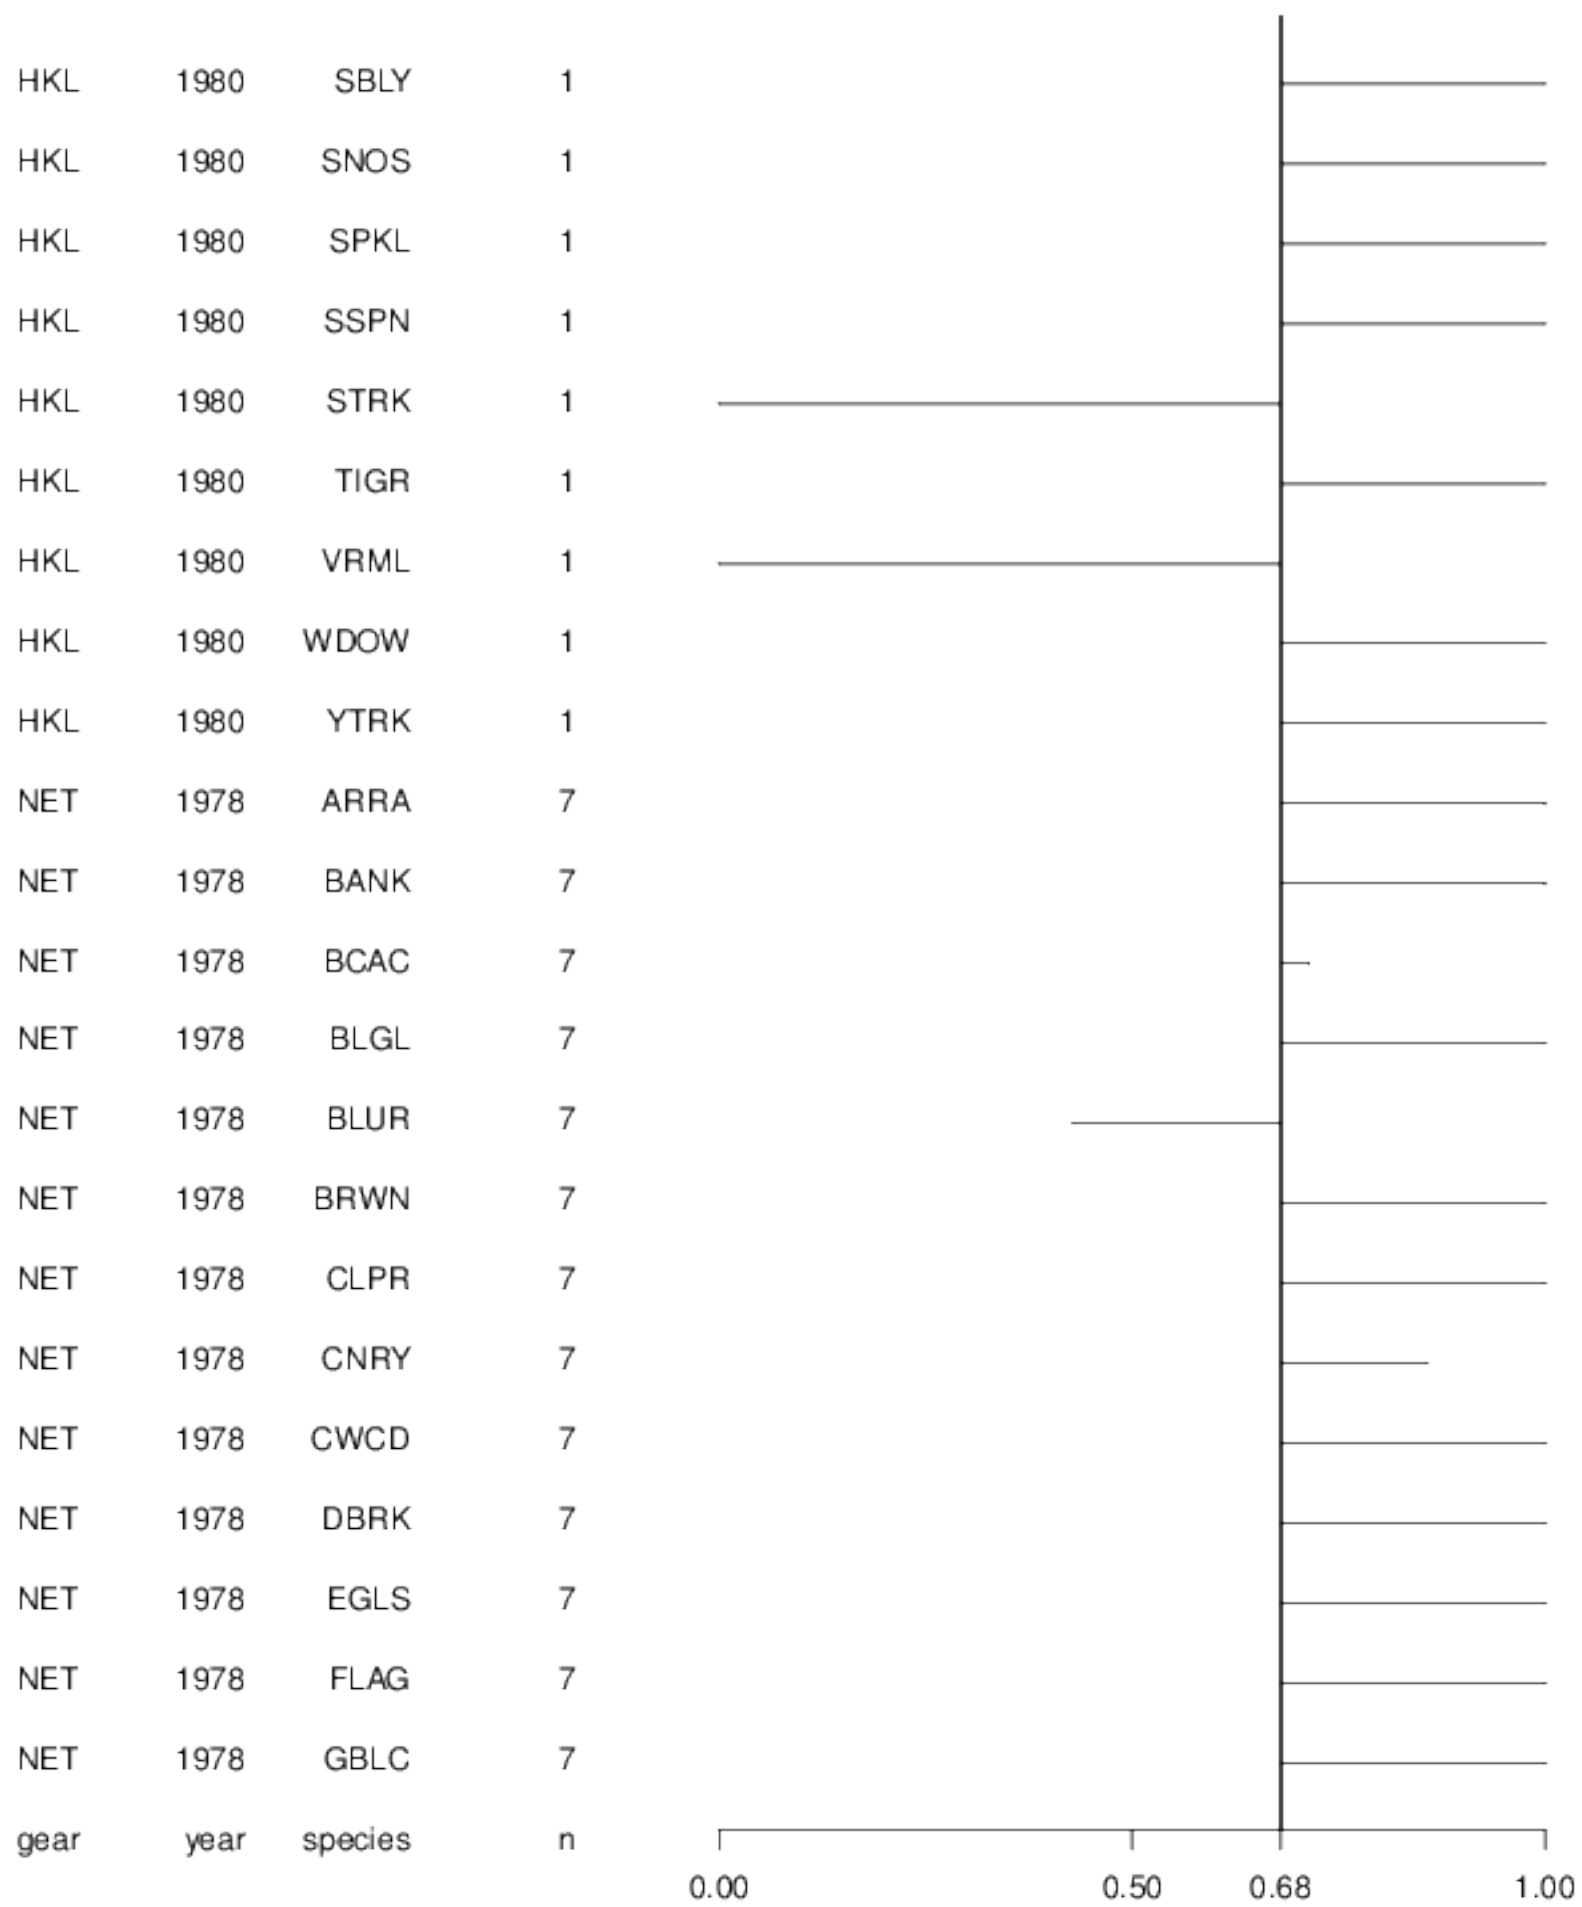 HKL 1980 SBLY 1
HKL 1980 SNOS 1
HKL 1980 SPKL 1
HKL 1980 SSPN 1
HKL 1980 STRK 1
HKL 1980 TIGR 1
HKL 1980 VRML 1
HKL 1980 WDOW 1
HKL 1980 YTRK 1
NET 1978 ARRA 7
NET 1978 BANK 7
NET 1978 BCAC 7
NET 1978 BLGL 7
NET 1978 BLUR 7
NET 1978 BRWN 7
NET 1978 CLPR 7
NET 1978 CNRY 7
NET 1978 CWCD 7
NET 1978 DBRK 7
NET 1978 EGLS 7
NET 1978 FLAG 7
NET 1978 GBLC 7
gear year species n
0.00 0.50 0.68 1.00